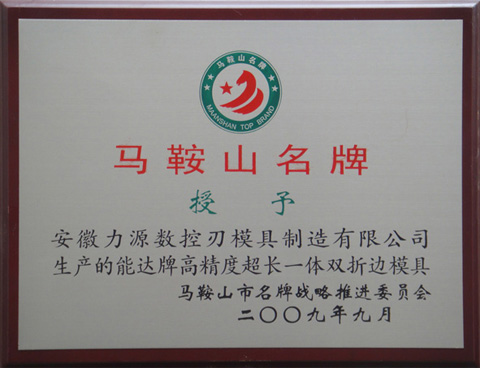 马鞍山名牌
MAANSHAN TOP BRAND
马鞍山名牌
授 予
安徽力源数控刃模具制造有限公司
生产的能达牌高精度超长一体双折边模具
马鞍山市名牌战略推进委员会
二〇〇九年九月